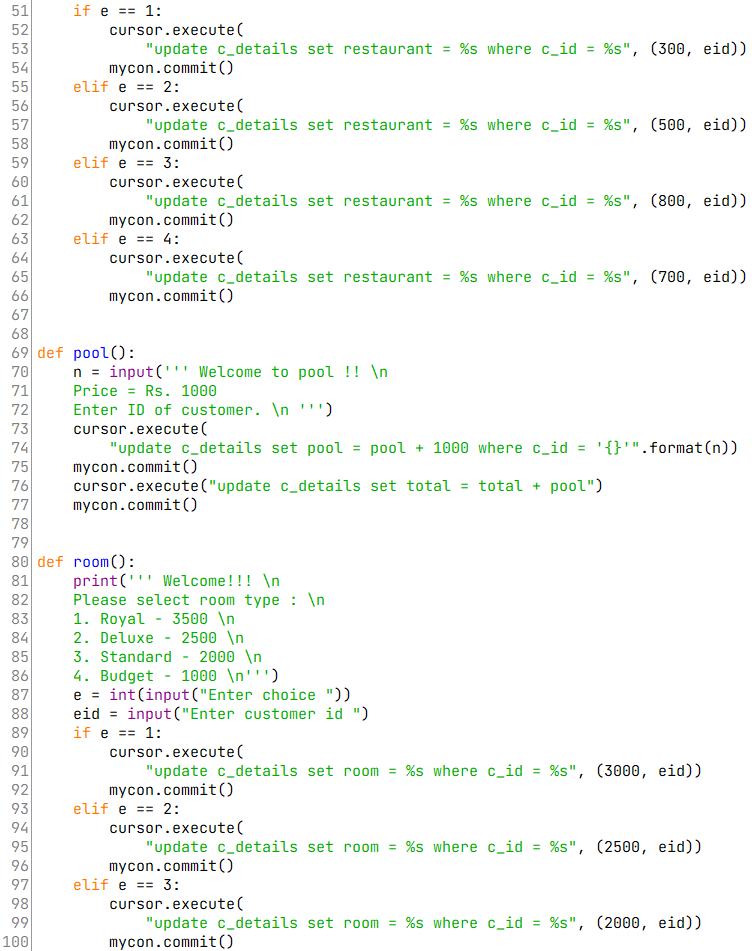 51     if e == 1:
52         cursor.execute(
53             "update c_details set restaurant = %s where c_id = %s", (300, eid))
54         mycon.commit()
55     elif e == 2:
56         cursor.execute(
57             "update c_details set restaurant = %s where c_id = %s", (500, eid))
58         mycon.commit()
59     elif e == 3:
60         cursor.execute(
61             "update c_details set restaurant = %s where c_id = %s", (800, eid))
62         mycon.commit()
63     elif e == 4:
64         cursor.execute(
65             "update c_details set restaurant = %s where c_id = %s", (700, eid))
66         mycon.commit()
67
68
69 def pool():
70     n = input(''' Welcome to pool !! \n
71     Price = Rs. 1000
72     Enter ID of customer. \n ''')
73     cursor.execute(
74         "update c_details set pool = pool + 1000 where c_id = '{}'".format(n))
75     mycon.commit()
76     cursor.execute("update c_details set total = total + pool")
77     mycon.commit()
78
79
80 def room():
81     print(''' Welcome!!! \n
82     Please select room type : \n
83     1. Royal - 3500 \n
84     2. Deluxe - 2500 \n
85     3. Standard - 2000 \n
86     4. Budget - 1000 \n''')
87     e = int(input("Enter choice "))
88     eid = input("Enter customer id ")
89     if e == 1:
90         cursor.execute(
91             "update c_details set room = %s where c_id = %s", (3000, eid))
92         mycon.commit()
93     elif e == 2:
94         cursor.execute(
95             "update c_details set room = %s where c_id = %s", (2500, eid))
96         mycon.commit()
97     elif e == 3:
98         cursor.execute(
99             "update c_details set room = %s where c_id = %s", (2000, eid))
100         mycon.commit()